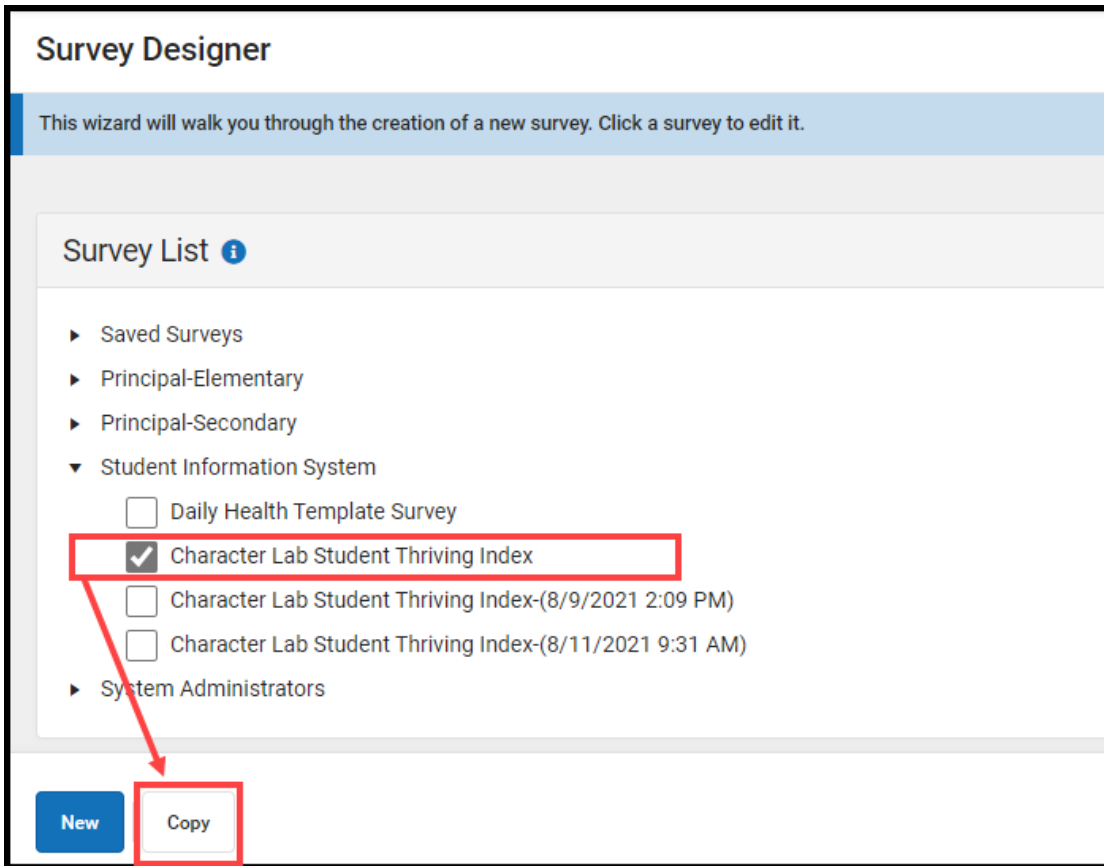 Survey Designer
This wizard will walk you through the creation of a new survey. Click a survey to edit it.
Survey List
Saved Surveys
Principal-Elementary
Principal-Secondary
Student Information System
Daily Health Template Survey
Character Lab Student Thriving Index
Character Lab Student Thriving Index-(8/9/2021 2:09 PM)
Character Lab Student Thriving Index-(8/11/2021 9:31 AM)
System Administrators
New Copy